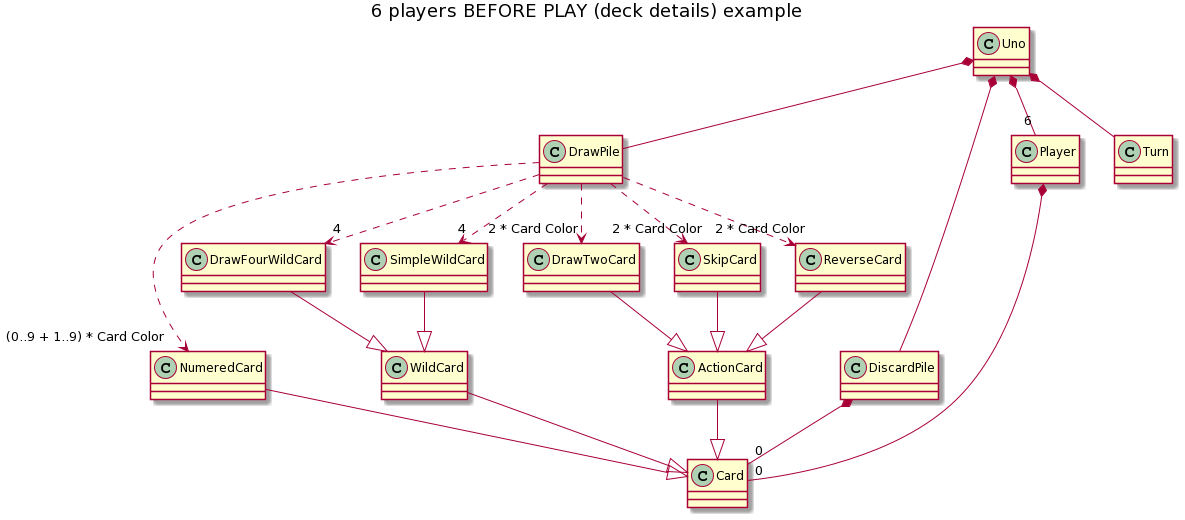 6 players BEFORE PLAY (deck details) example
C Uno
6
C DrawPile
C Player
C Turn
4
4
2 * Card Color
2 * Card Color
2 * Card Color
C DrawFourWildCard
C SimpleWildCard
C DrawTwoCard
C SkipCard
C ReverseCard
(0..9 + 1..9) * Card Color
C NumeredCard
C WildCard
C ActionCard
C DiscardPile
0
0
C Card